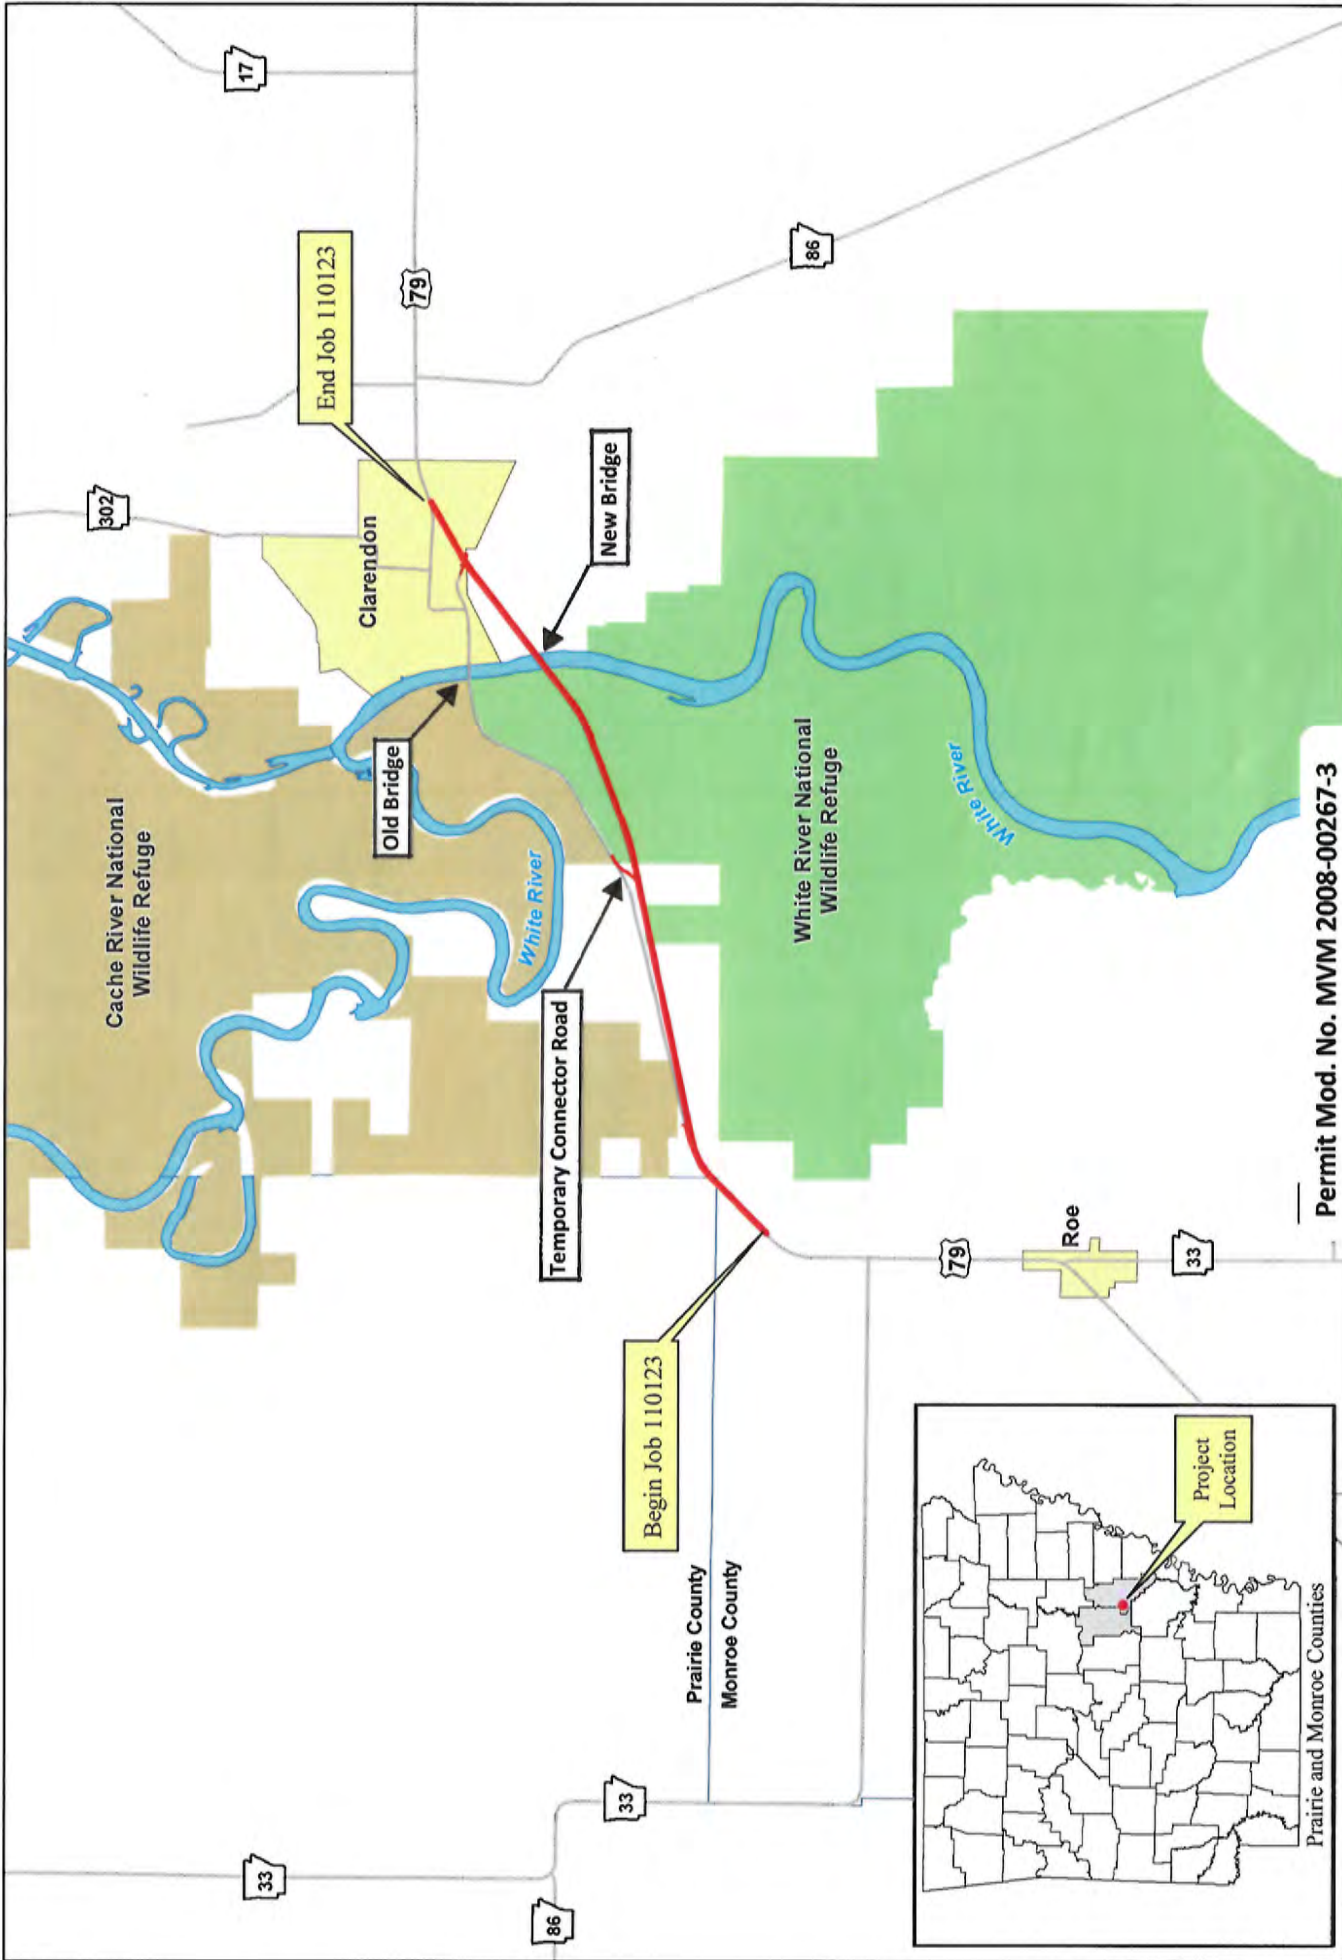 17
302
End Job 110123
79
86
Clarendon
New Bridge
Old Bridge
Cache River National
Wildlife Refuge
White River
White River National
Wildlife Refuge
White River
Temporary Connector Road
Begin Job 110123
Prairie County
Monroe County
79
Roe
33
33
33
86
Project
Location
Prairie and Monroe Counties
Permit Mod. No. MVM 2008-00267-3